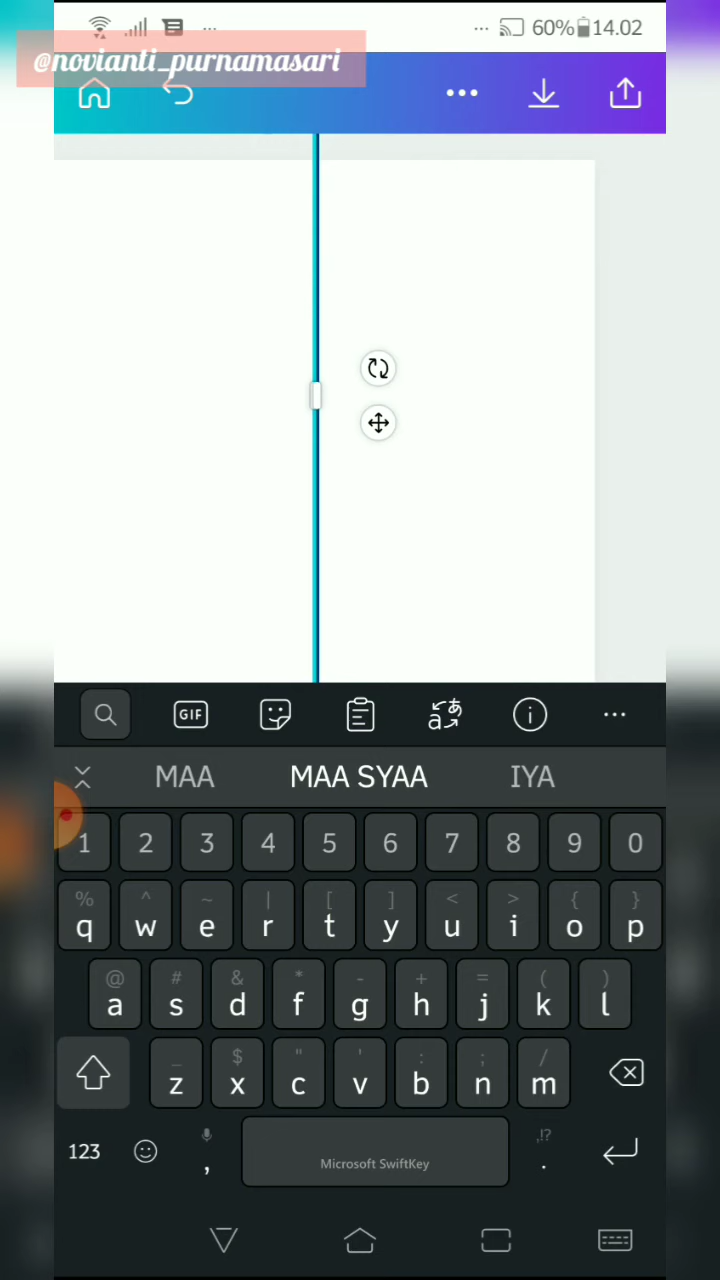 60% 14.02
@novianti_purnamasari
GIF
MAA MAA SYAA IYA
1 2 3 4 5 6 7 8 9 0
% ^ ~ | [ ] < > { }
q w e r t y u i o p
@ # & * - + = ( )
a s d f g h j k l
_ $ " ' : ; /
z x c v b n m
,!?
123 , Microsoft SwiftKey .